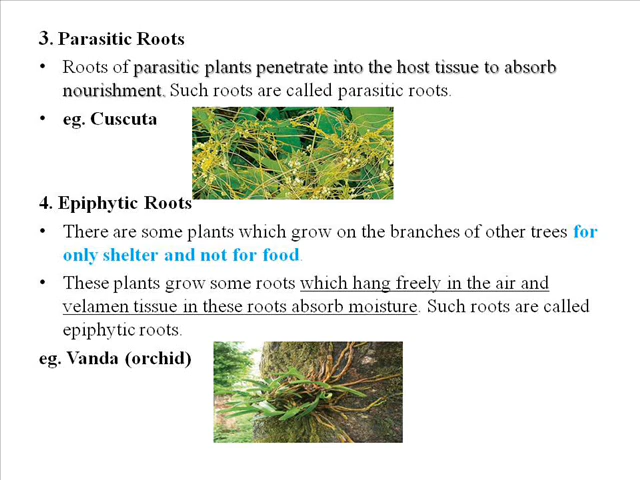 3. Parasitic Roots
• Roots of parasitic plants penetrate into the host tissue to absorb
nourishment. Such roots are called parasitic roots.
• eg. Cuscuta
4. Epiphytic Roots
• There are some plants which grow on the branches of other trees for
only shelter and not for food.
• These plants grow some roots which hang freely in the air and
velamen tissue in these roots absorb moisture. Such roots are called
epiphytic roots.
eg. Vanda (orchid)